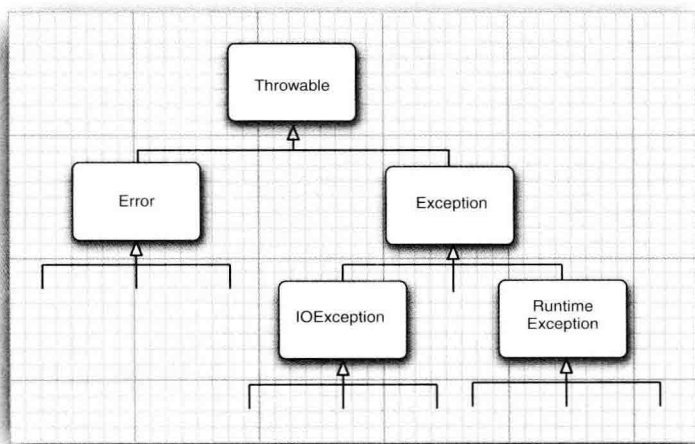 Throwable
Error
Exception
IOException
Runtime
Exception